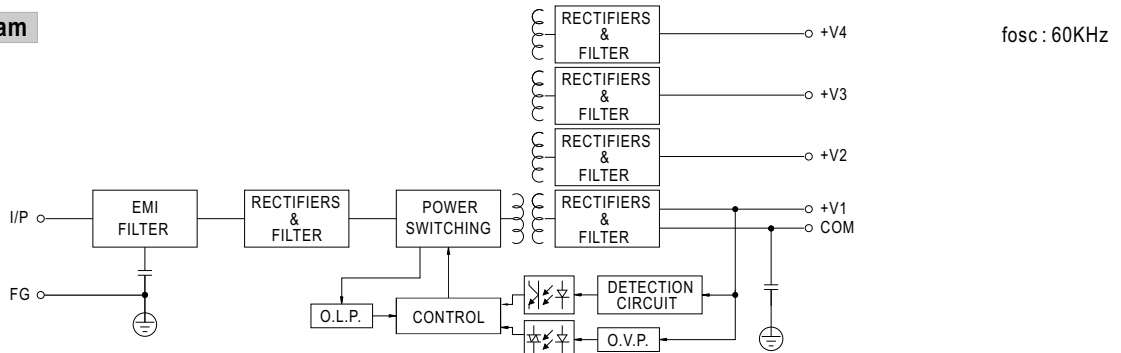 am
fosc : 60KHz
RECTIFIERS
&
FILTER
+V4
RECTIFIERS
&
FILTER
+V3
RECTIFIERS
&
FILTER
+V2
I/P
EMI
FILTER
RECTIFIERS
&
FILTER
POWER
SWITCHING
RECTIFIERS
&
FILTER
+V1
COM
FG
O.L.P.
CONTROL
DETECTION
CIRCUIT
O.V.P.